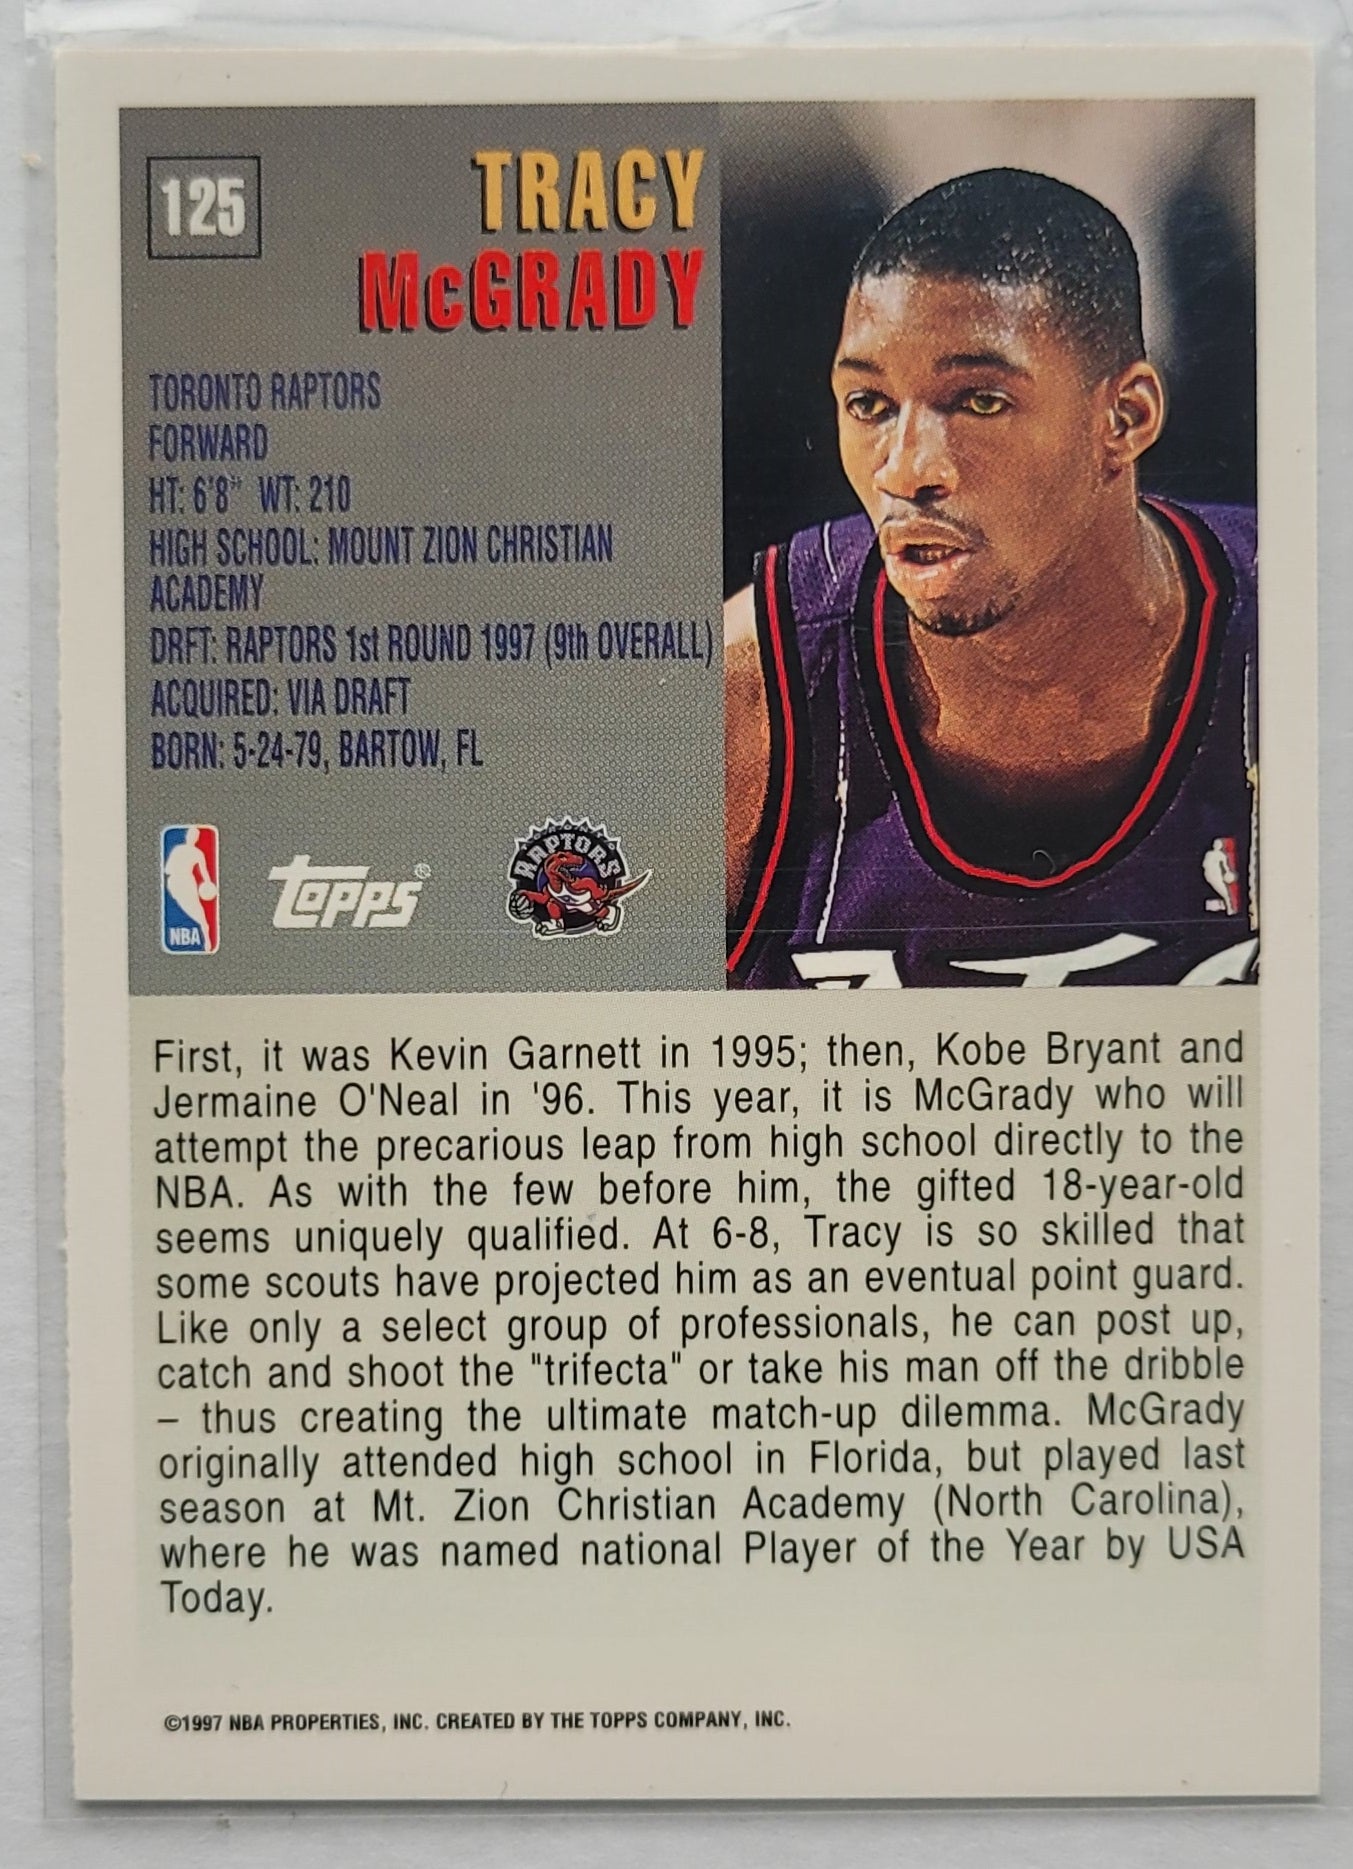 125
TRACY
McGRADY
TORONTO RAPTORS
FORWARD
HT: 6'8" WT: 210
HIGH SCHOOL: MOUNT ZION CHRISTIAN
ACADEMY
DRFT: RAPTORS 1st ROUND 1997 (9th OVERALL)
ACQUIRED: VIA DRAFT
BORN: 5-24-79, BARTOW, FL
NBA
TOPPS®
RAPTORS
First, it was Kevin Garnett in 1995; then, Kobe Bryant and
Jermaine O'Neal in '96. This year, it is McGrady who will
attempt the precarious leap from high school directly to the
NBA. As with the few before him, the gifted 18-year-old
seems uniquely qualified. At 6-8, Tracy is so skilled that
some scouts have projected him as an eventual point guard.
Like only a select group of professionals, he can post up,
catch and shoot the "trifecta" or take his man off the dribble
– thus creating the ultimate match-up dilemma. McGrady
originally attended high school in Florida, but played last
season at Mt. Zion Christian Academy (North Carolina),
where he was named national Player of the Year by USA
Today.
©1997 NBA PROPERTIES, INC. CREATED BY THE TOPPS COMPANY, INC.